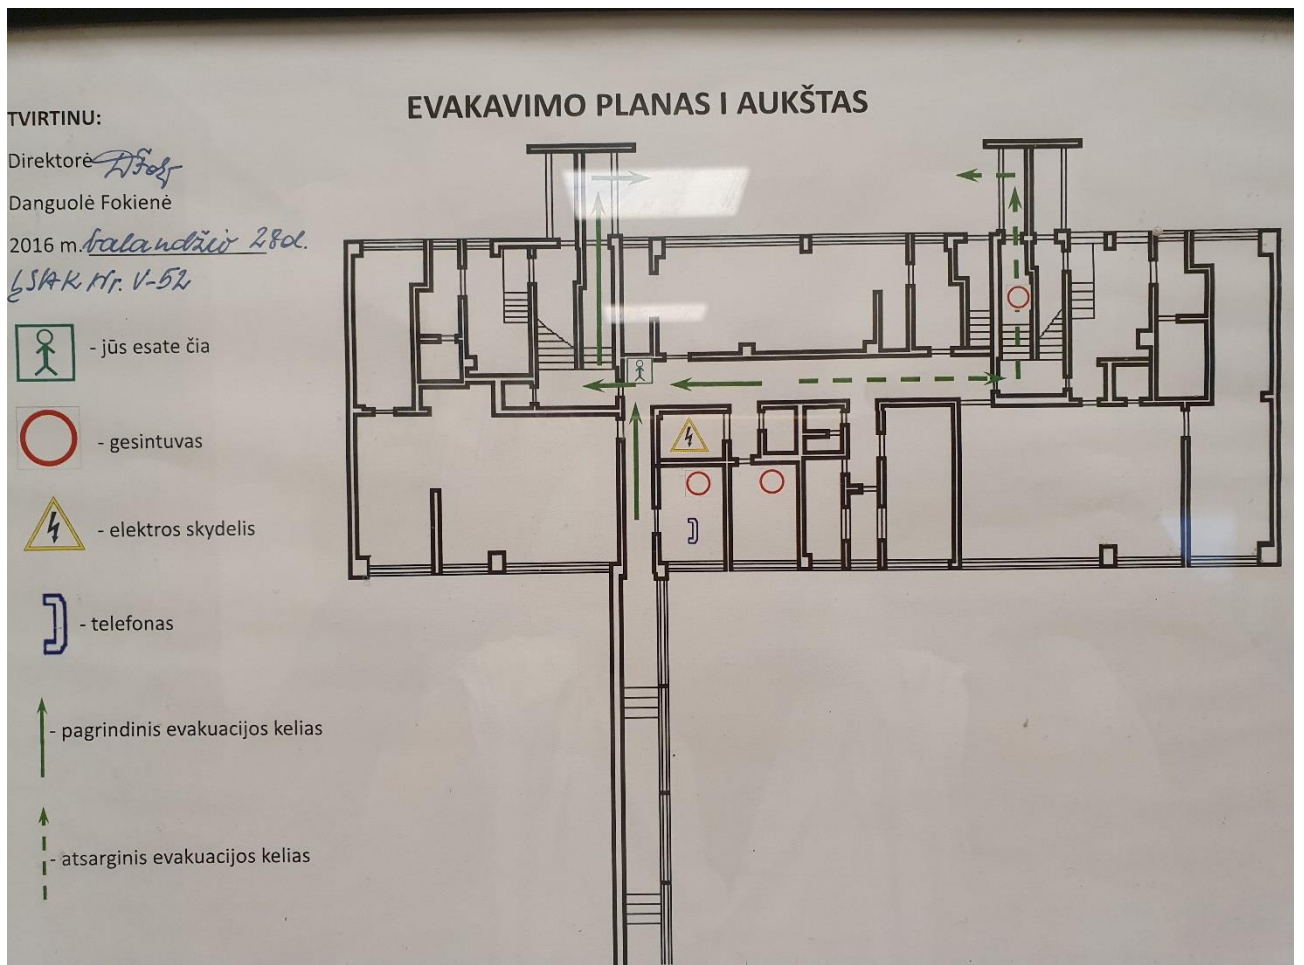 EVAKAVIMO PLANAS I AUKŠTAS
TVIRTINU:
Direktorė
Danguolė Fokienė
2016 m. balandžio 28d.
ĮSAK Nr. V-52
- jūs esate čia
- gesintuvas
- elektros skydelis
- telefonas
- pagrindinis evakuacijos kelias
- atsarginis evakuacijos kelias